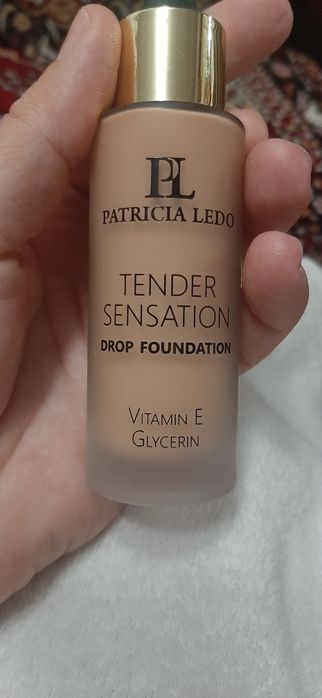 PL
PATRICIA LEDO
TENDER
SENSATION
DROP FOUNDATION
VITAMIN E
GLYCERIN